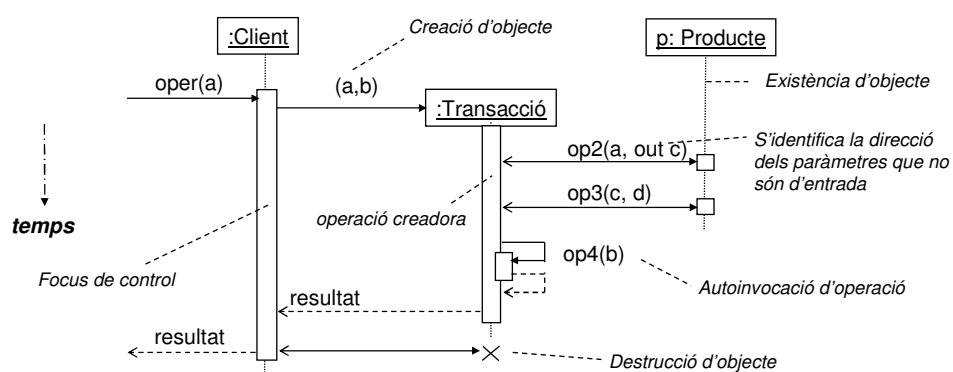 :Client
Creació d'objecte
p: Producte
oper(a)
(a,b)
Existència d'objecte
:Transacció
op2(a, out c)
S'identifica la direcció
dels paràmetres que no
són d'entrada
op3(c, d)
operació creadora
temps
op4(b)
Focus de control
Autoinvocació d'operació
resultat
resultat
Destrucció d'objecte